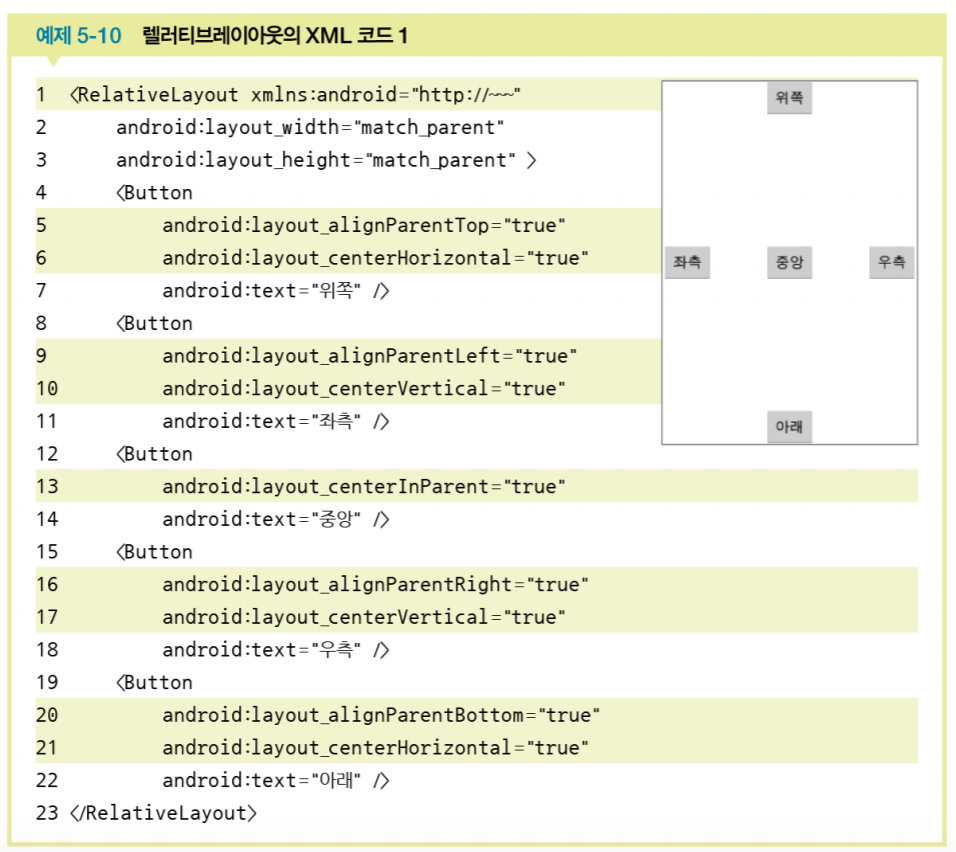 예제 5-10 렐러티브레이아웃의 XML 코드 1
1 <RelativeLayout xmlns:android="http://~~~"
2 android:layout_width="match_parent"
3 android:layout_height="match_parent" >
4 <Button
5 android:layout_alignParentTop="true"
6 android:layout_centerHorizontal="true"
7 android:text="위쪽" />
8 <Button
9 android:layout_alignParentLeft="true"
10 android:layout_centerVertical="true"
11 android:text="좌측" />
12 <Button
13 android:layout_centerInParent="true"
14 android:text="중앙" />
15 <Button
16 android:layout_alignParentRight="true"
17 android:layout_centerVertical="true"
18 android:text="우측" />
19 <Button
20 android:layout_alignParentBottom="true"
21 android:layout_centerHorizontal="true"
22 android:text="아래" />
23 </RelativeLayout>
위쪽
좌측 중앙 우측
아래